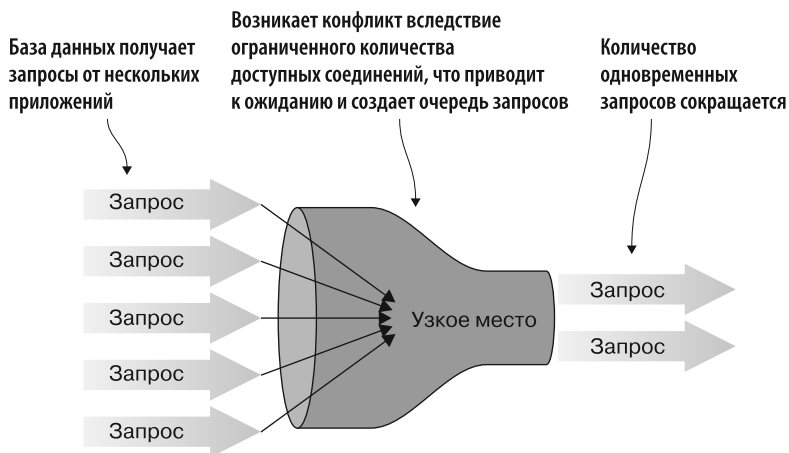 База данных получает
запросы от нескольких
приложений
Возникает конфликт вследствие
ограниченного количества
доступных соединений, что приводит
к ожиданию и создает очередь запросов
Количество
одновременных
запросов сокращается
Запрос
Запрос
Запрос
Запрос
Запрос
Узкое место
Запрос
Запрос